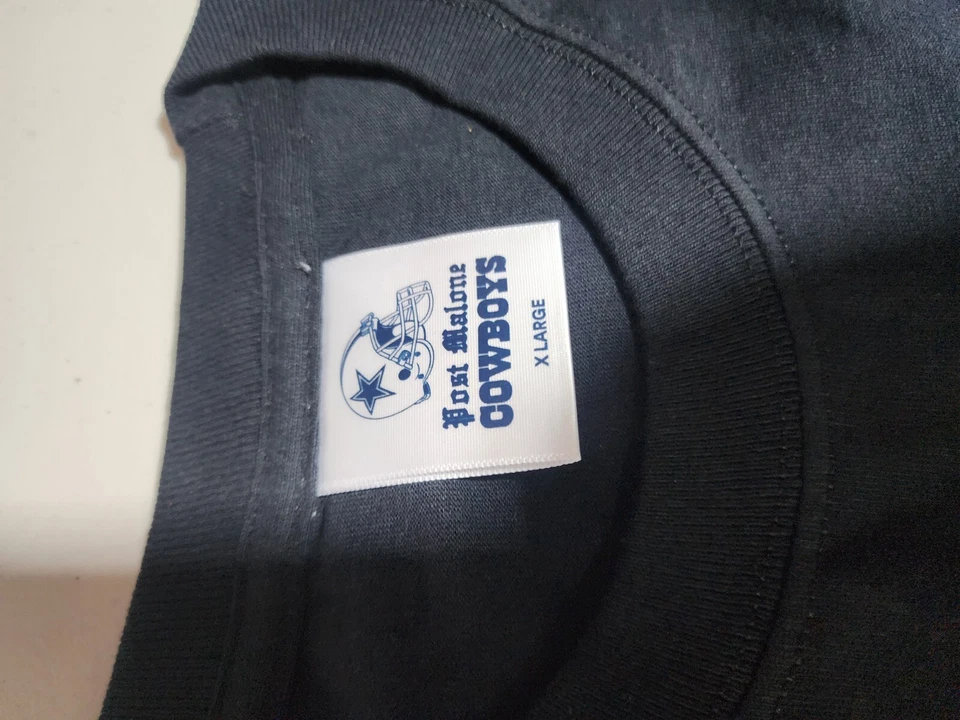 Post Malone
COWBOYS
X LARGE